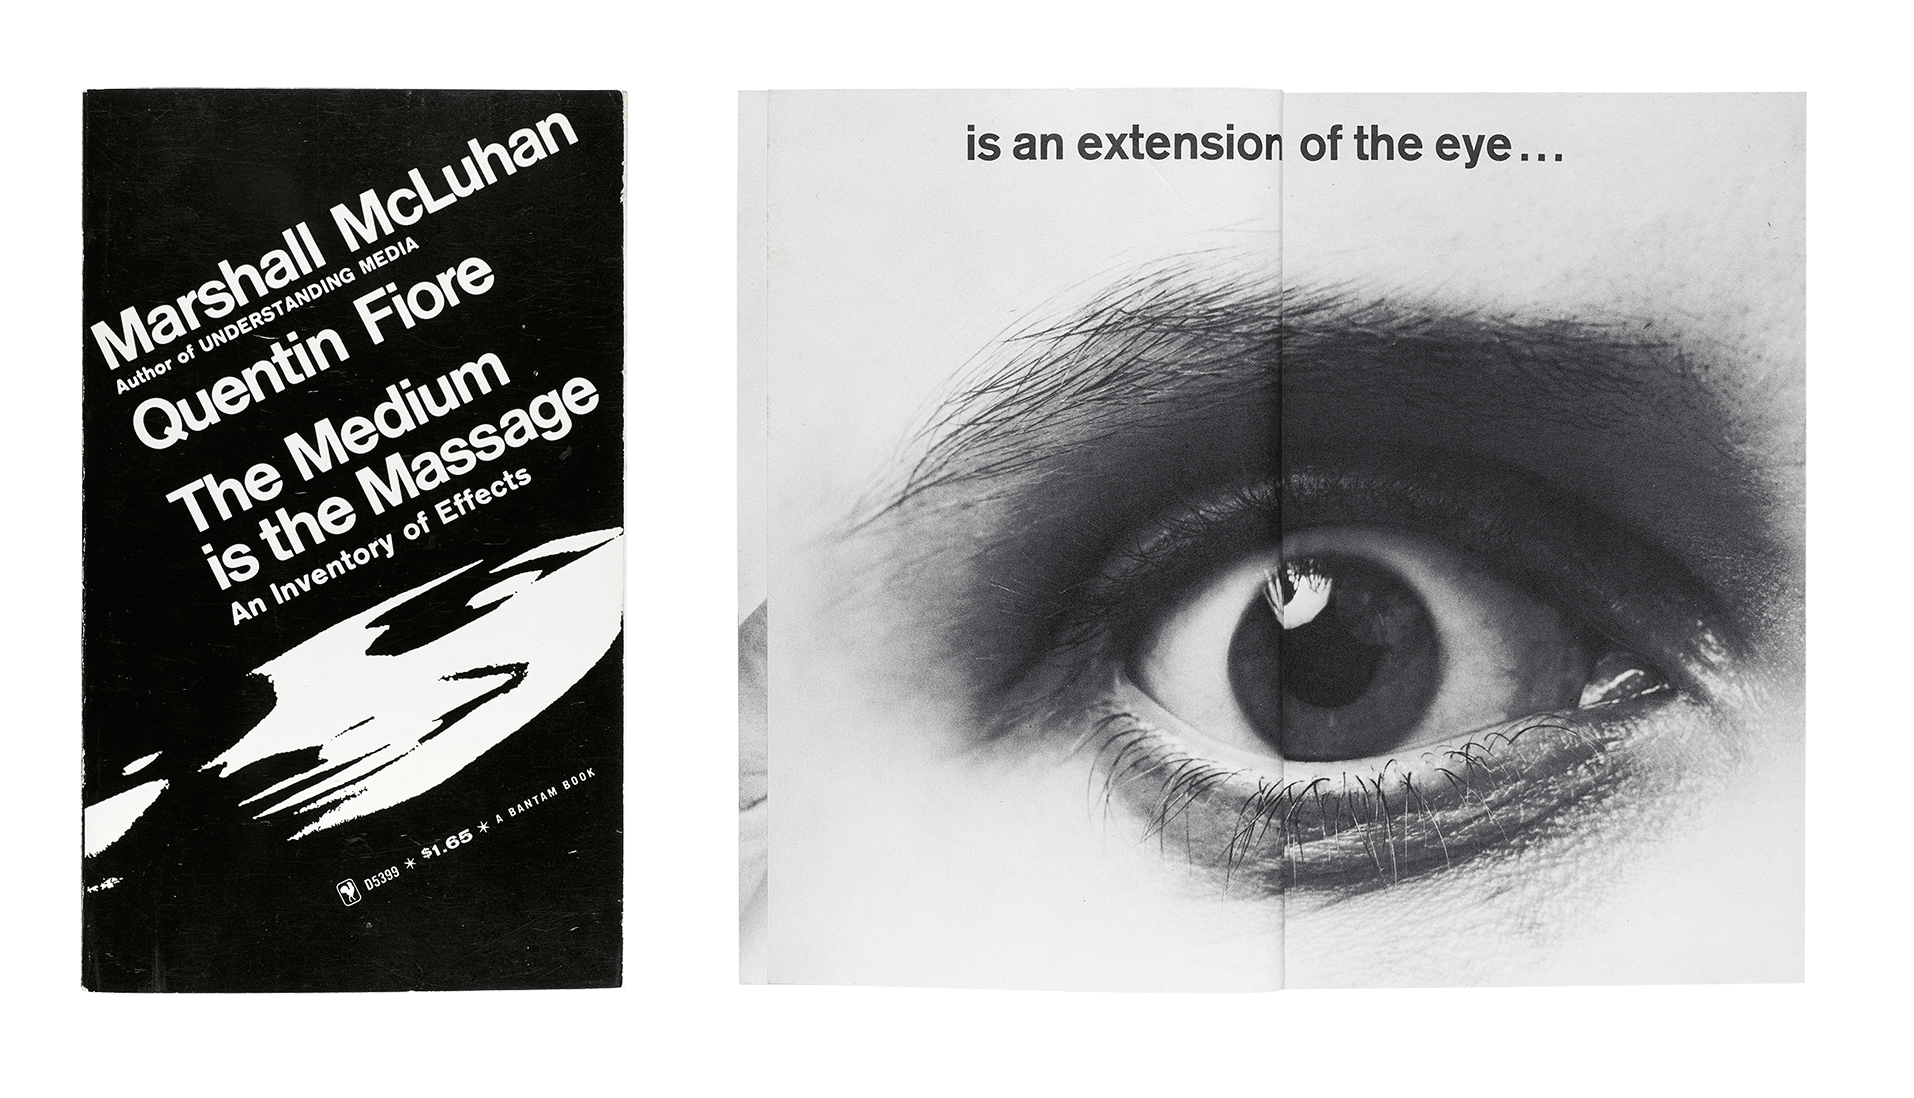 Marshall McLuhan
Author of UNDERSTANDING MEDIA
Quentin Fiore
The Medium
is the Massage
An Inventory of Effects
D5399 * $1.65 * A BANTAM BOOK
is an extension of the eye...